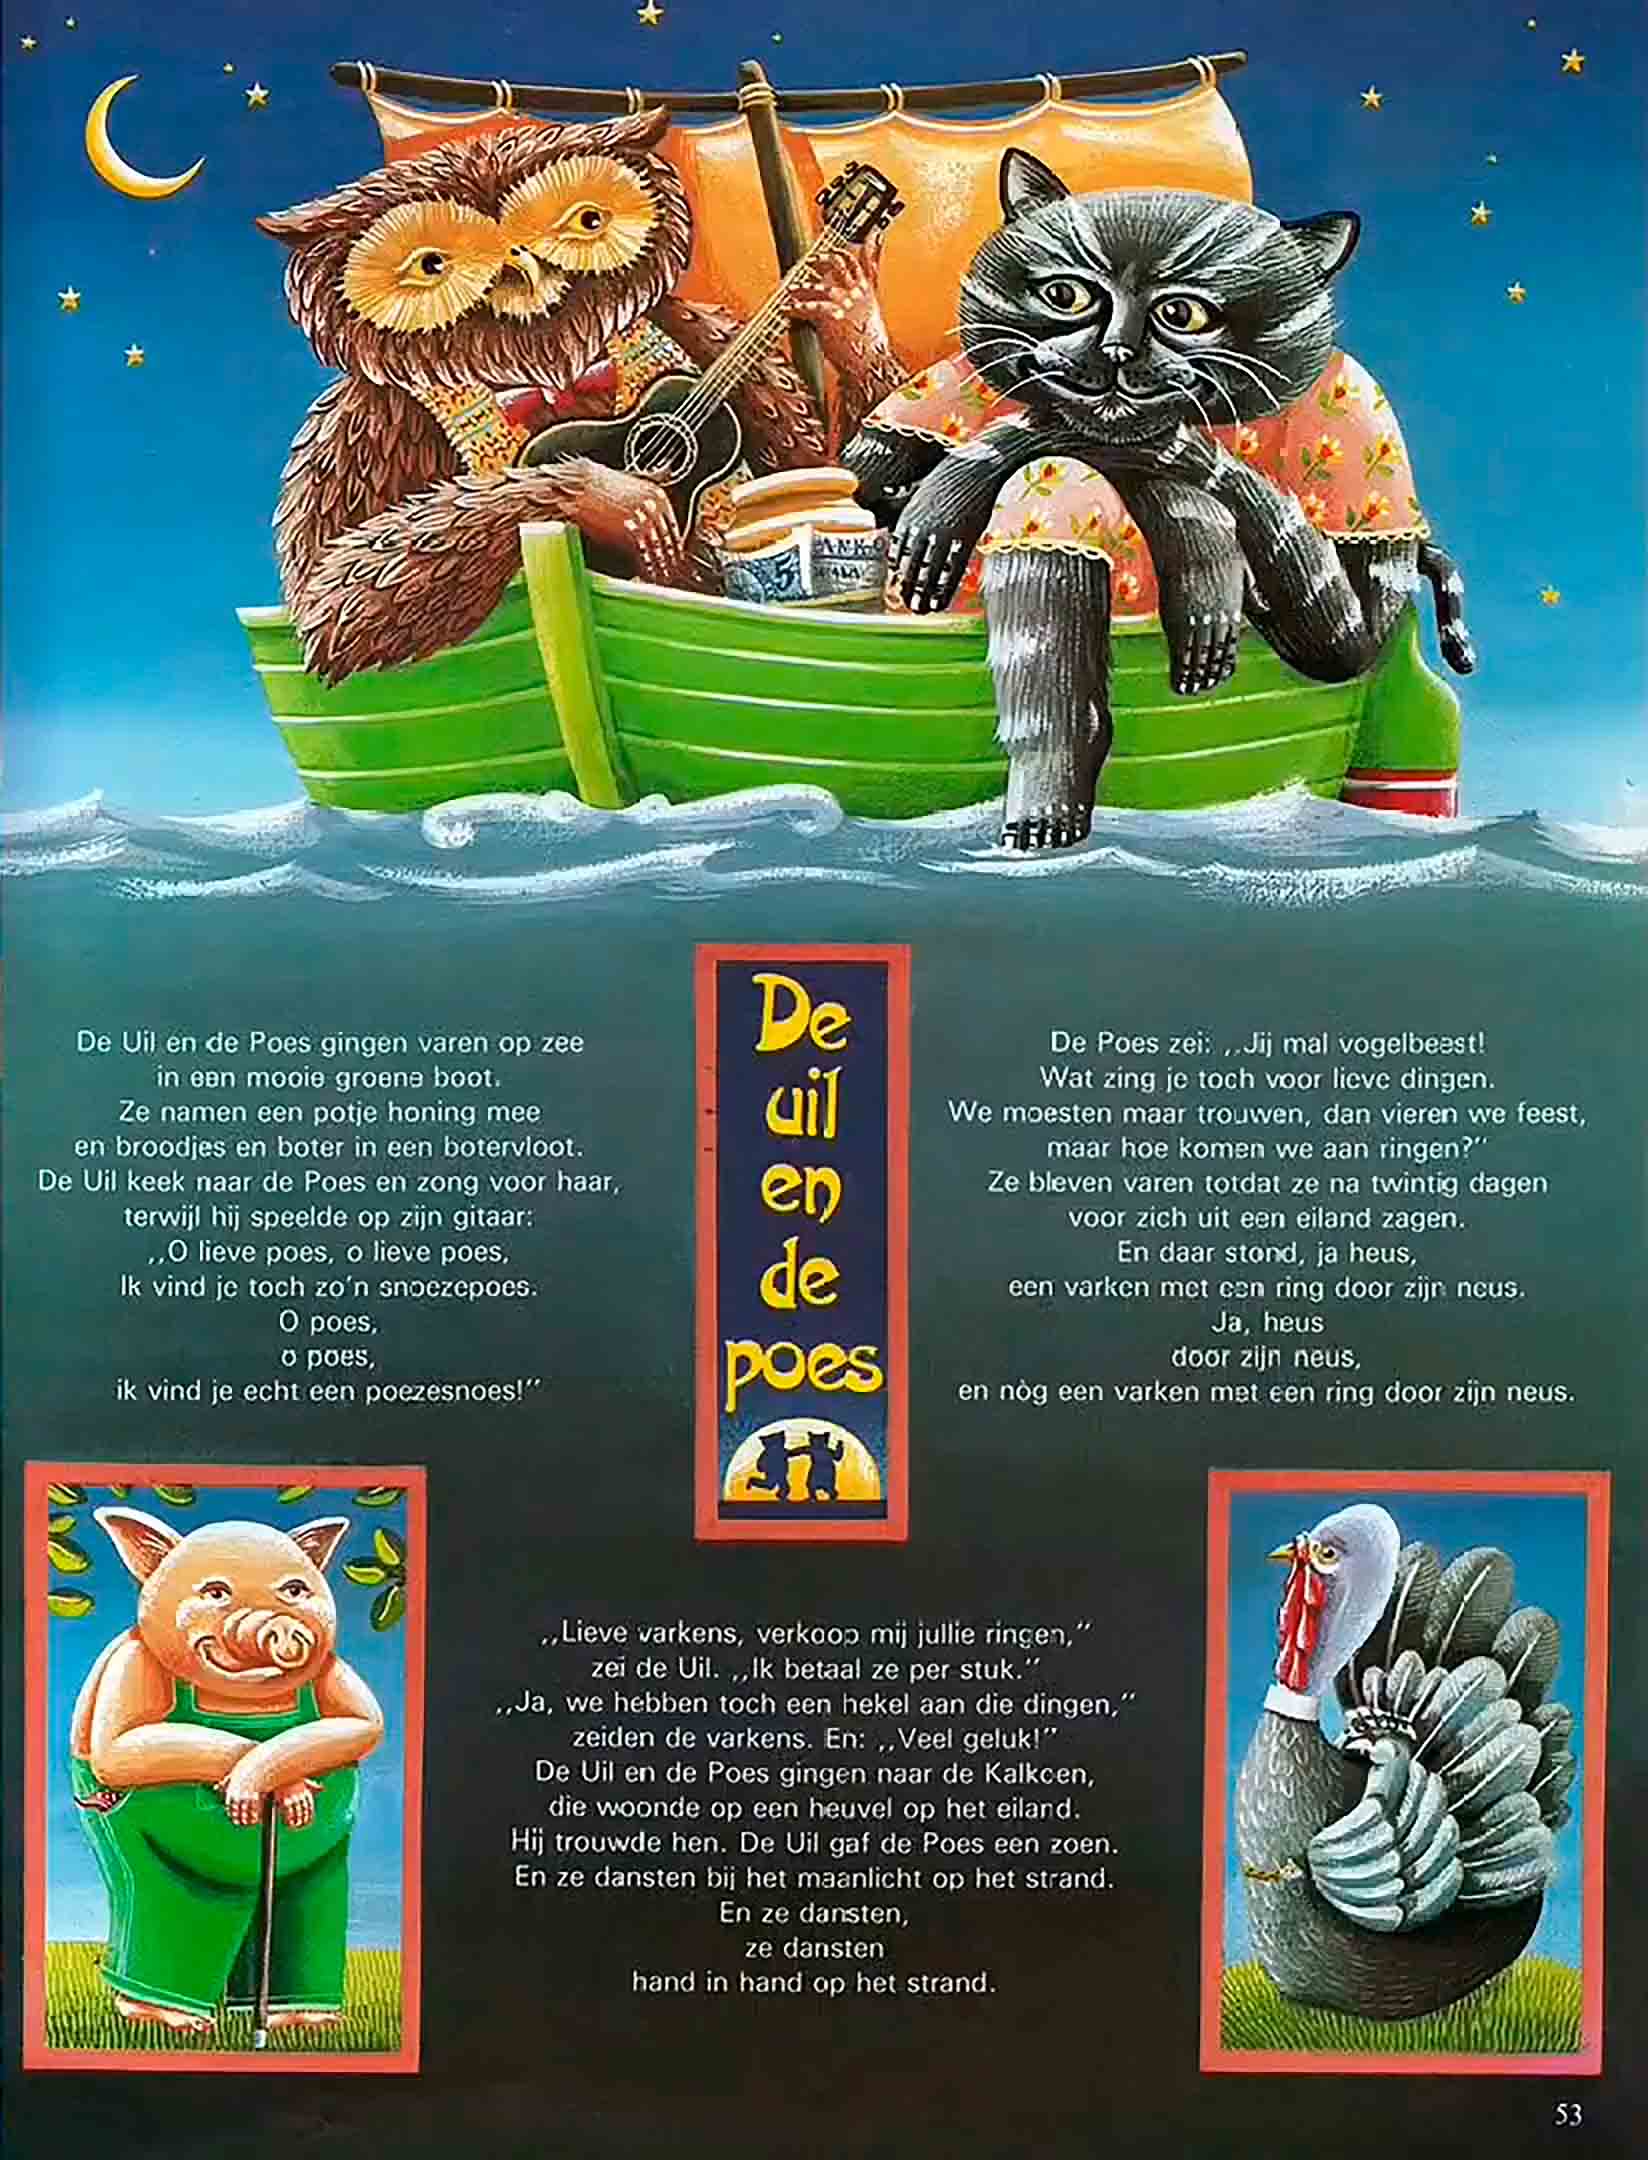 De Uil en de Poes gingen varen op zee
in een mooie groene boot.
Ze namen een potje honing mee
en broodjes en boter in een botervloot.
De Uil keek naar de Poes en zong voor haar,
terwijl hij speelde op zijn gitaar:
,,O lieve poes, o lieve poes,
Ik vind je toch zo'n snoezepoes.
O poes,
o poes,
ik vind je echt een poezesnoes!''
De
uil
en
de
poes
De Poes zei: ,,Jij mal vogelbeest!
Wat zing je toch voor lieve dingen.
We moesten maar trouwen, dan vieren we feest,
maar hoe komen we aan ringen?''
Ze bleven varen totdat ze na twintig dagen
voor zich uit een eiland zagen.
En daar stond, ja heus,
een varken met een ring door zijn neus.
Ja, heus
door zijn neus,
en nòg een varken met een ring door zijn neus.
,,Lieve varkens, verkoop mij jullie ringen,''
zei de Uil. ,,Ik betaal ze per stuk.''
,,Ja, we hebben toch een hekel aan die dingen,''
zeiden de varkens. En: ,,Veel geluk!''
De Uil en de Poes gingen naar de Kalkoen,
die woonde op een heuvel op het eiland.
Hij trouwde hen. De Uil gaf de Poes een zoen.
En ze dansten bij het maanlicht op het strand.
En ze dansten,
ze dansten
hand in hand op het strand.
53